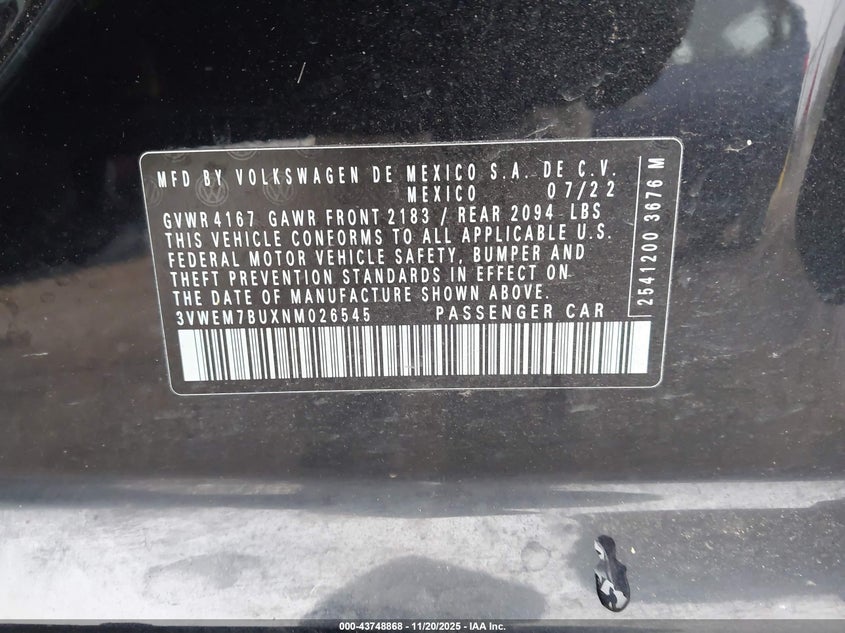 MFD BY VOLKSWAGEN DE MEXICO S.A. DE C.V.
MEXICO 07/22
GVWR 4167 GAWR FRONT 2183 / REAR 2094 LBS
THIS VEHICLE CONFORMS TO ALL APPLICABLE U.S.
FEDERAL MOTOR VEHICLE SAFETY, BUMPER AND
THEFT PREVENTION STANDARDS IN EFFECT ON
THE DATE OF MANUFACTURE SHOWN ABOVE.
3VWEM7BUXNM026545 PASSENGER CAR
2541200 3676 M
000-43748868 - 11/20/2025 - IAA Inc.